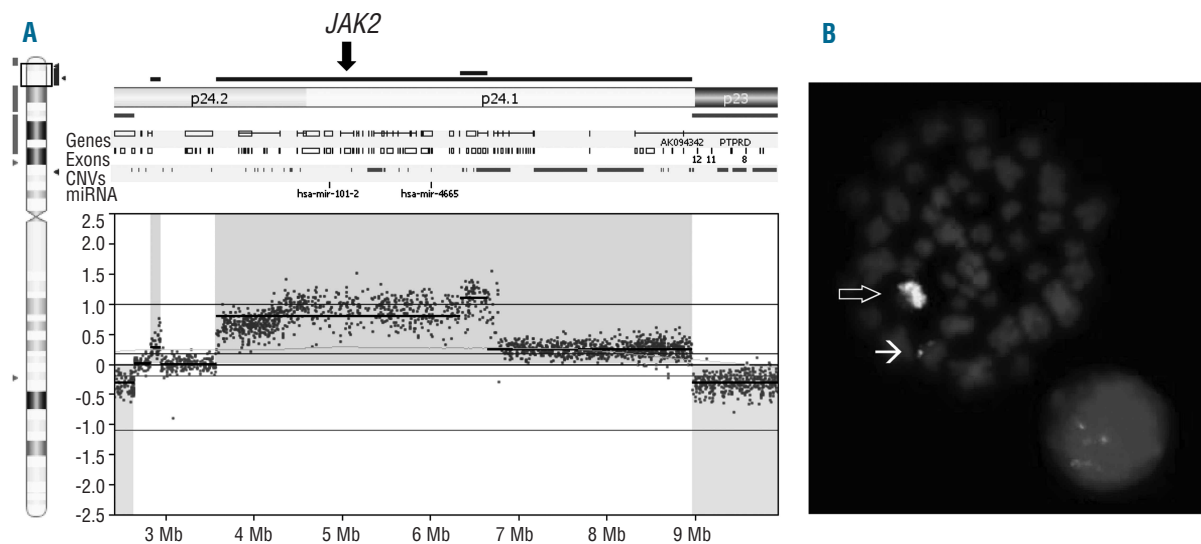 A
B
JAK2
p24.2 p24.1 p23
Genes
AK094342 PTPRD
Exons
12 11 8
CNVs
miRNA
hsa-mir-101-2 hsa-mir-4665
2.5
2.0
1.5
1.0
0.5
0
-0.5
-1.0
-1.5
-2.0
-2.5
3 Mb 4 Mb 5 Mb 6 Mb 7 Mb 8 Mb 9 Mb